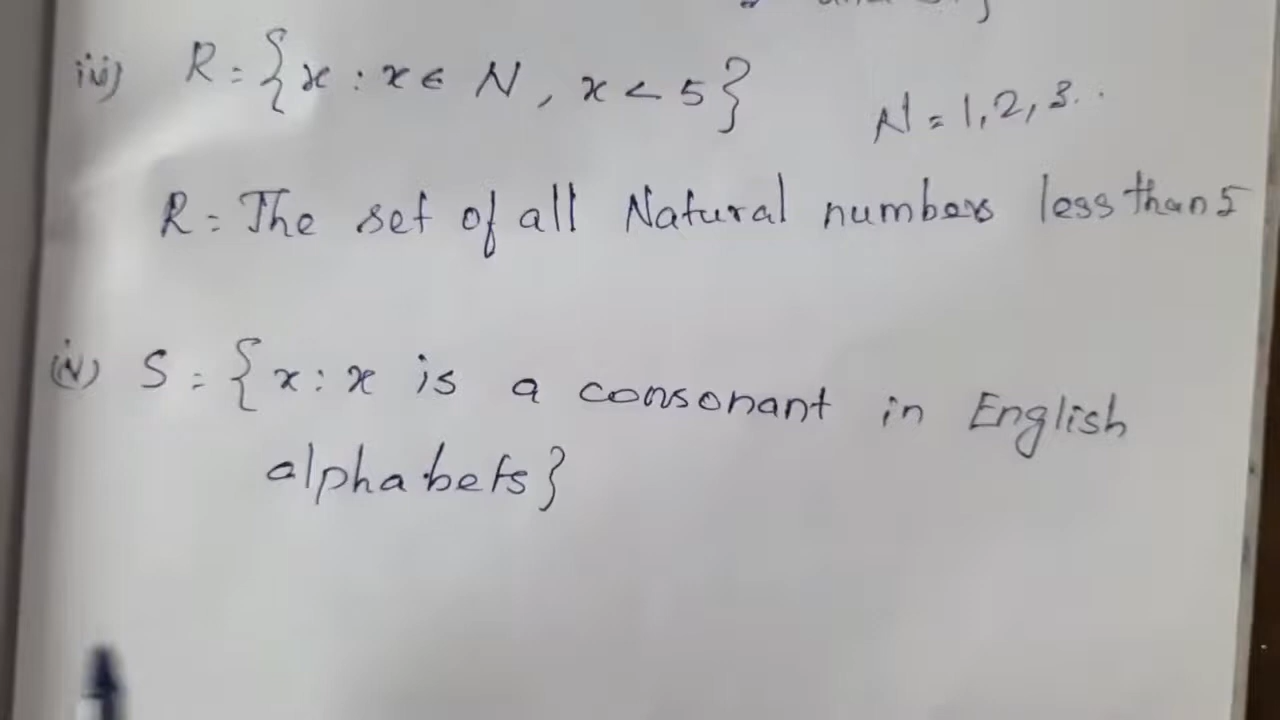 iii) R = {x : x ∈ N, x < 5}
N = 1, 2, 3..
R = The set of all Natural numbers less than 5
(iv) S = {x : x is a consonant in English
alphabets}